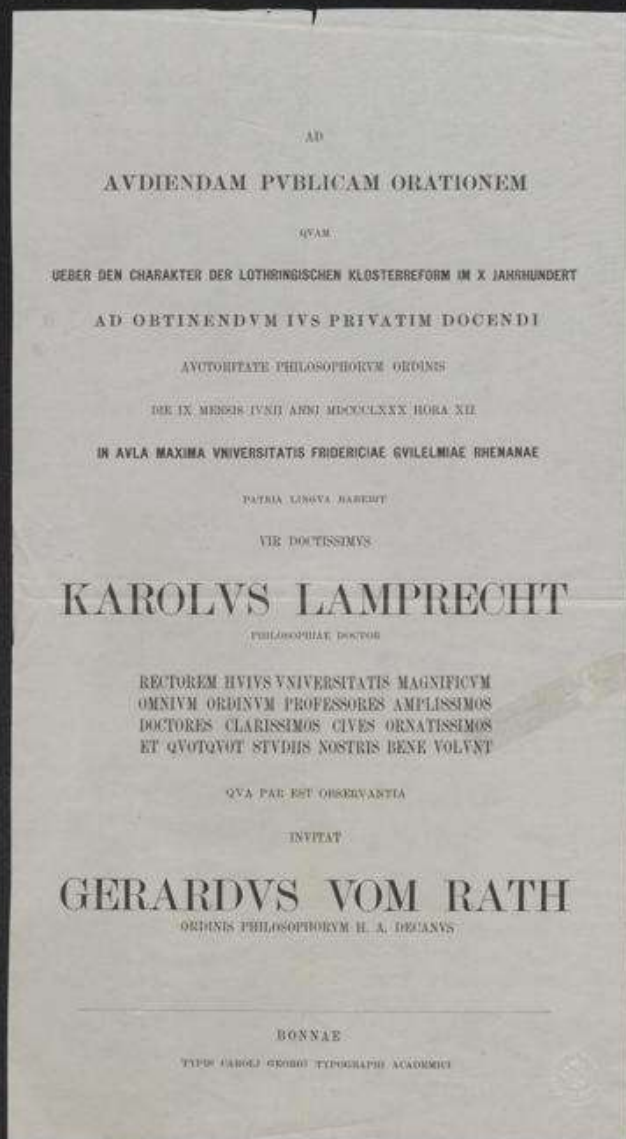 AD
AVDIENDAM PVBLICAM ORATIONEM
QVAM
UEBER DEN CHARAKTER DER LOTHRINGISCHEN KLOSTERREFORM IM X JAHRHUNDERT
AD OBTINENDVM IVS PRIVATIM DOCENDI
AVCTORITATE PHILOSOPHORVM ORDINIS
DIE IX MENSIS IVNII ANNI MDCCCLXXX HORA XII
IN AVLA MAXIMA VNIVERSITATIS FRIDERICIAE GVILELMIAE RHENANAE
PATRIA LINGVA HABEBIT
VIR DOCTISSIMVS
KAROLVS LAMPRECHT
PHILOSOPHIAE DOCTOR
RECTOREM HVIVS VNIVERSITATIS MAGNIFICVM
OMNIVM ORDINVM PROFESSORES AMPLISSIMOS
DOCTORES CLARISSIMOS CIVES ORNATISSIMOS
ET QVOTQVOT STVDIIS NOSTRIS BENE VOLVNT
QVA PAR EST OBSERVANTIA
INVITAT
GERARDVS VOM RATH
ORDINIS PHILOSOPHORVM H. A. DECANVS
BONNAE
TYPIS CAROLI GEORGI TYPOGRAPHI ACADEMICI